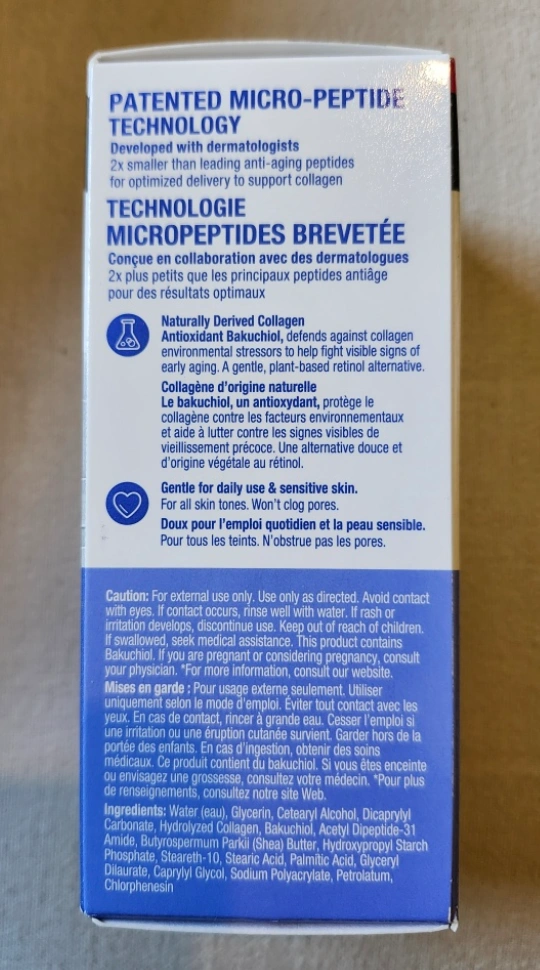 PATENTED MICRO-PEPTIDE
TECHNOLOGY
Developed with dermatologists
2x smaller than leading anti-aging peptides
for optimized delivery to support collagen
TECHNOLOGIE
MICROPEPTIDES BREVETÉE
Conçue en collaboration avec des dermatologues
2x plus petits que les principaux peptides antiâge
pour des résultats optimaux
Naturally Derived Collagen
Antioxidant Bakuchiol, defends against collagen
environmental stressors to help fight visible signs of
early aging. A gentle, plant-based retinol alternative.
Collagène d'origine naturelle
Le bakuchiol, un antioxydant, protège le
collagène contre les facteurs environnementaux
et aide à lutter contre les signes visibles de
vieillissement précoce. Une alternative douce et
d'origine végétale au rétinol.
Gentle for daily use & sensitive skin.
For all skin tones. Won't clog pores.
Doux pour l'emploi quotidien et la peau sensible.
Pour tous les teints. N'obstrue pas les pores.
Caution: For external use only. Use only as directed. Avoid contact
with eyes. If contact occurs, rinse well with water. If rash or
irritation develops, discontinue use. Keep out of reach of children.
If swallowed, seek medical assistance. This product contains
Bakuchiol. If you are pregnant or considering pregnancy, consult
your physician. *For more information, consult our website.
Mises en garde : Pour usage externe seulement. Utiliser
uniquement selon le mode d'emploi. Éviter tout contact avec les
yeux. En cas de contact, rincer à grande eau. Cesser l'emploi si
une irritation ou une éruption cutanée survient. Garder hors de la
portée des enfants. En cas d'ingestion, obtenir des soins
médicaux. Ce produit contient du bakuchiol. Si vous êtes enceinte
ou envisagez une grossesse, consultez votre médecin. *Pour plus
de renseignements, consultez notre site Web.
Ingredients: Water (eau), Glycerin, Cetearyl Alcohol, Dicaprylyl
Carbonate, Hydrolyzed Collagen, Bakuchiol, Acetyl Dipeptide-31
Amide, Butyrospermum Parkii (Shea) Butter, Hydroxypropyl Starch
Phosphate, Steareth-10, Stearic Acid, Palmitic Acid, Glyceryl
Dilaurate, Caprylyl Glycol, Sodium Polyacrylate, Petrolatum,
Chlorphenesin